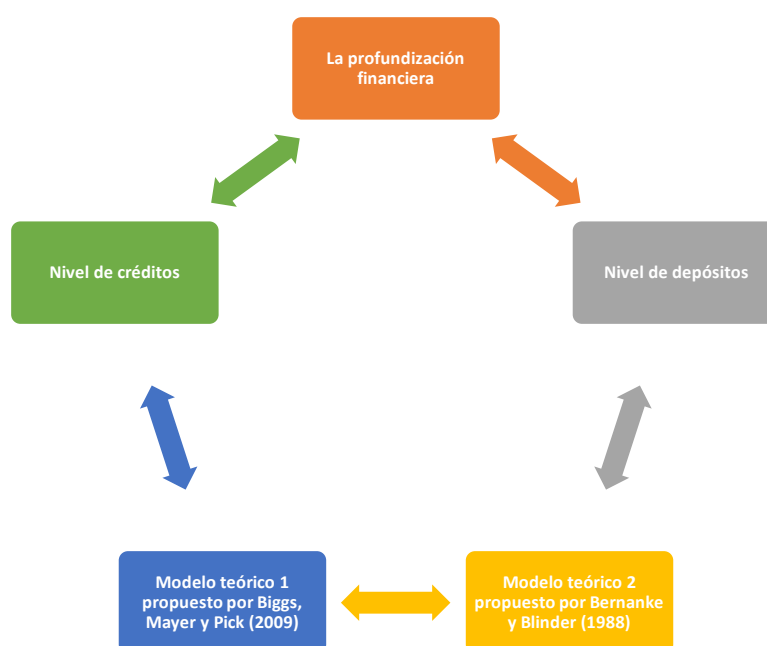 La profundización
financiera
Nivel de créditos
Nivel de depósitos
Modelo teórico 1
propuesto por Biggs,
Mayer y Pick (2009)
Modelo teórico 2
propuesto por Bernanke
y Blinder (1988)